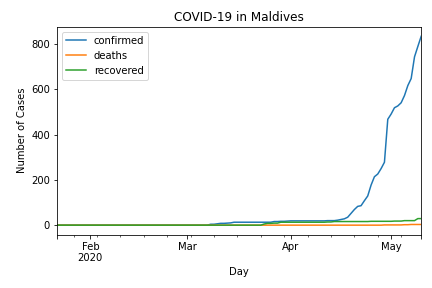 COVID-19 in Maldives
confirmed
deaths
recovered
800
600
400
200
0
Number of Cases
Feb
2020
Mar
Apr
May
Day